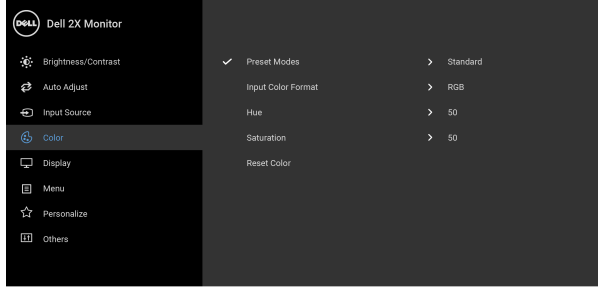 DELL Dell 2X Monitor
Brightness/Contrast Preset Modes Standard
Auto Adjust Input Color Format RGB
Input Source Hue 50
Color Saturation 50
Display Reset Color
Menu
Personalize
Others